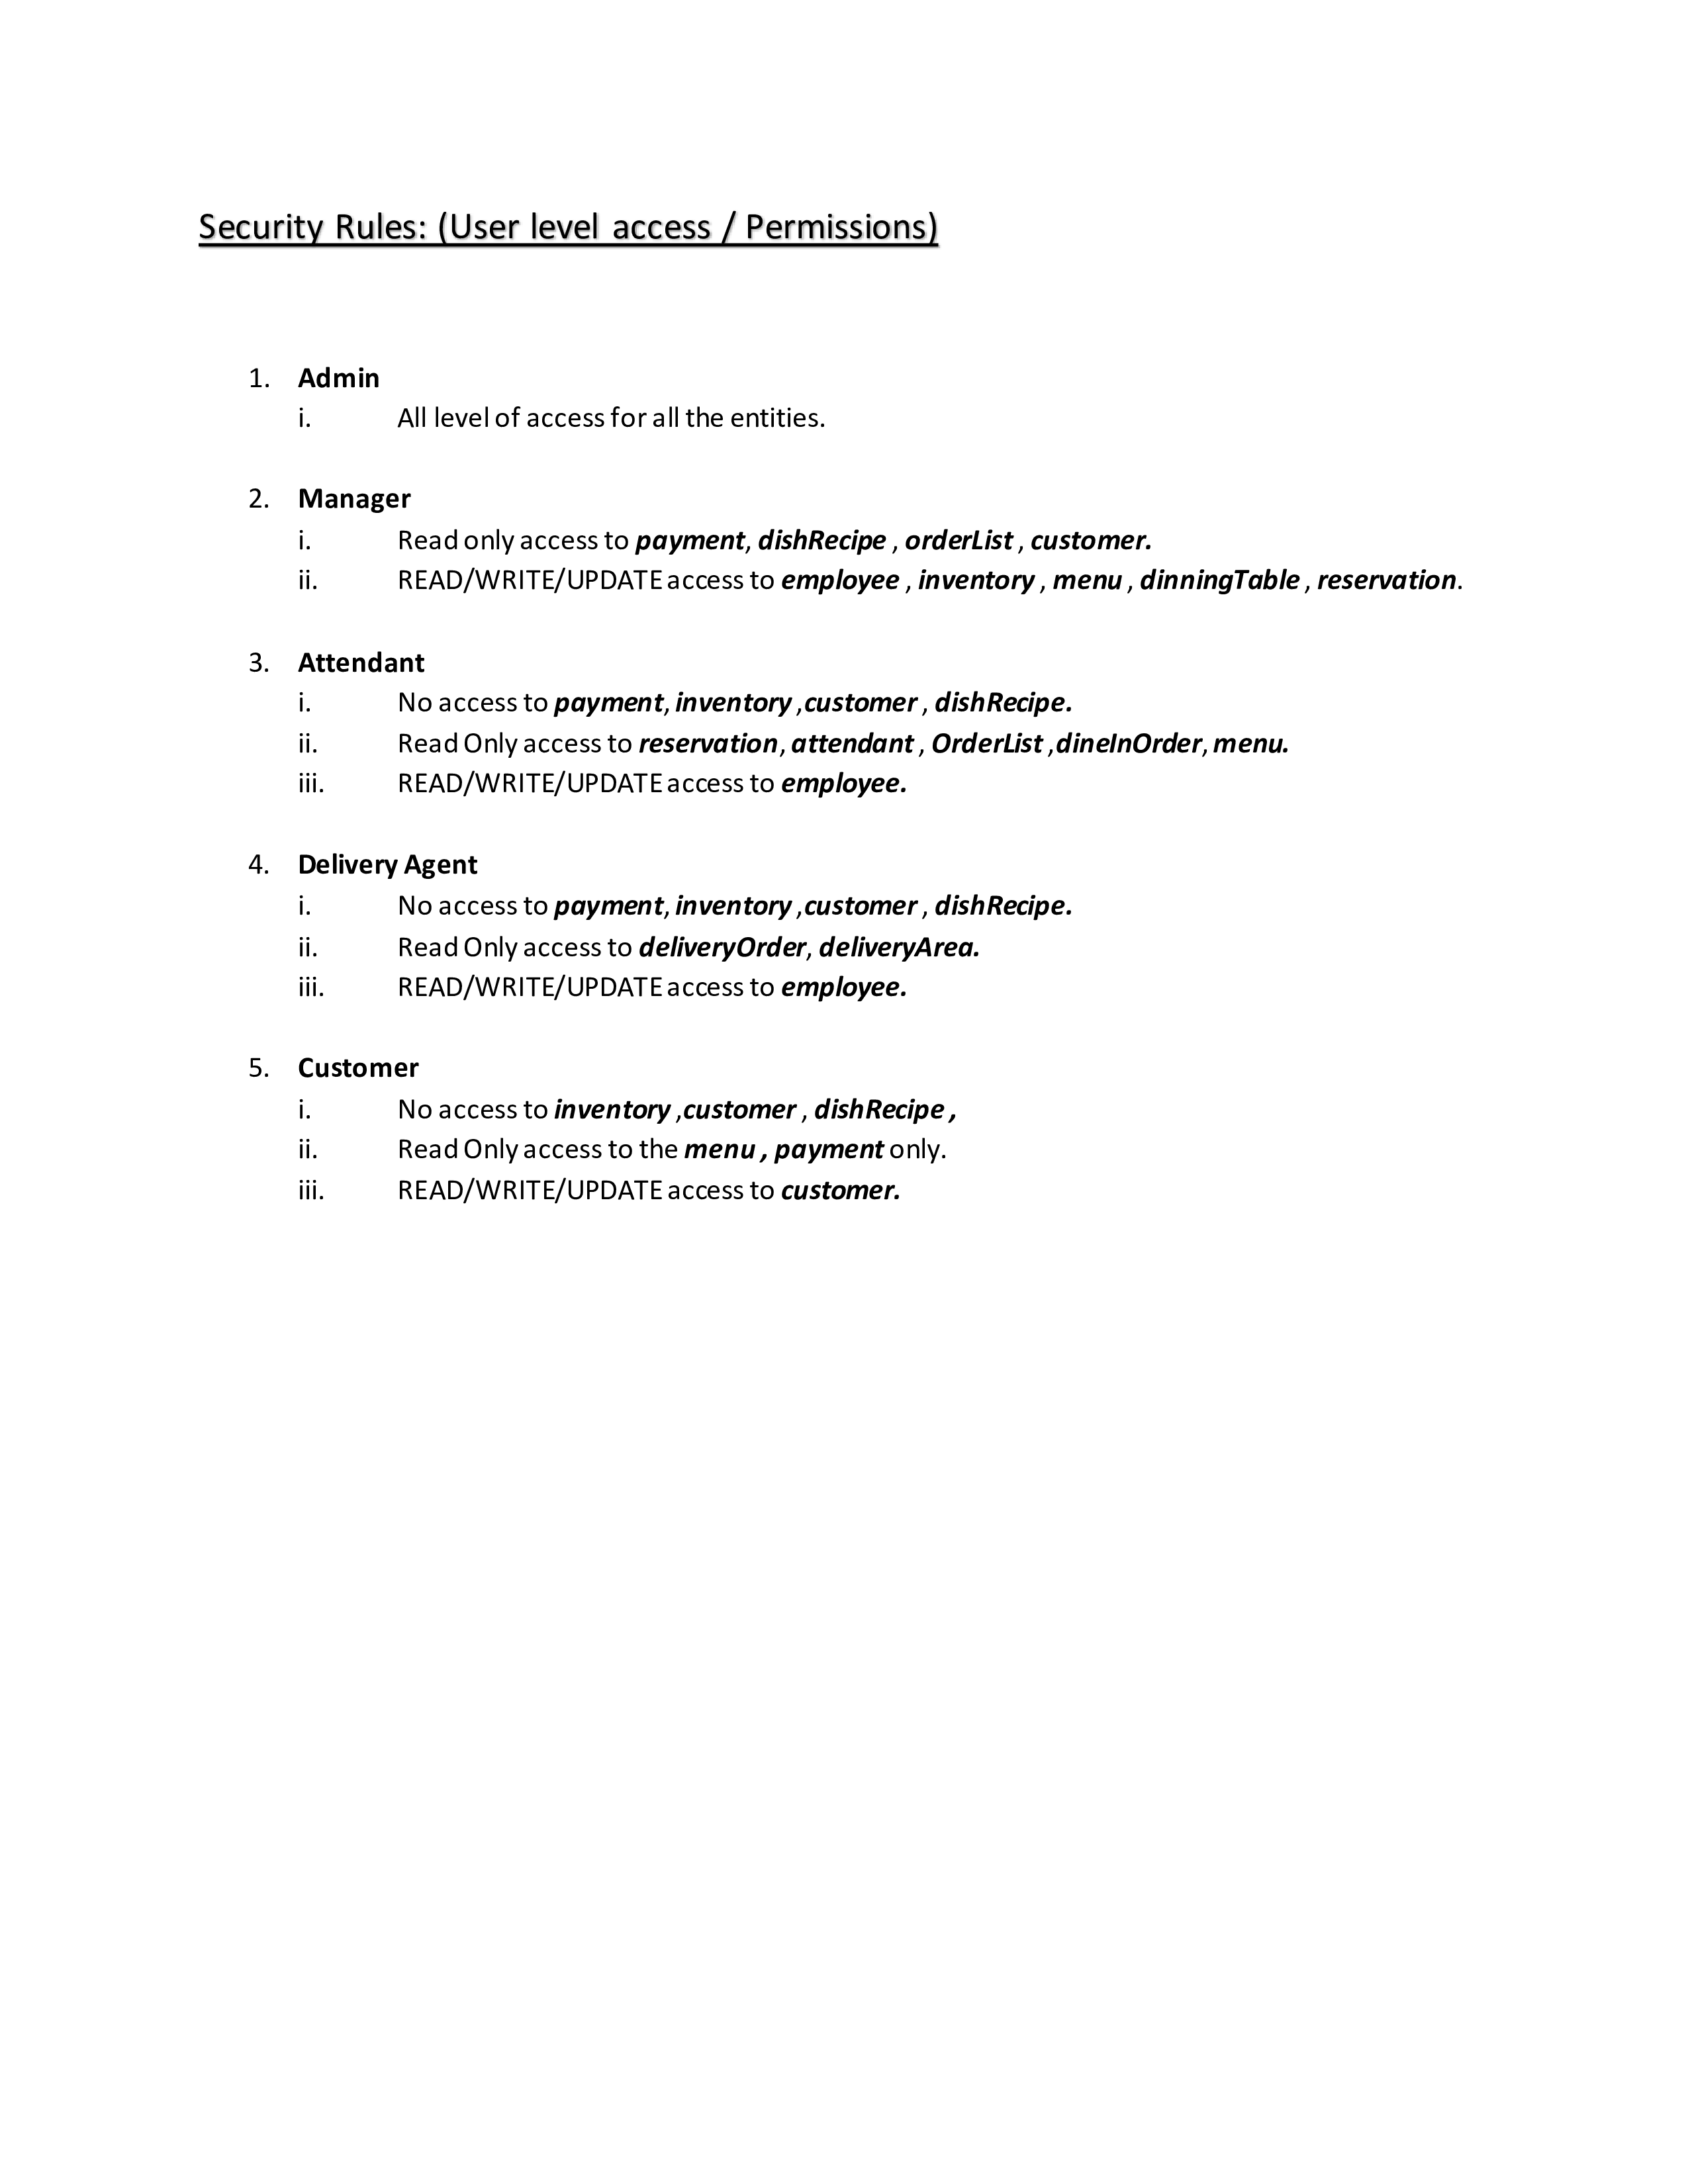 Security Rules: (User level access / Permissions)
1. Admin
i. All level of access for all the entities.
2. Manager
i. Read only access to payment, dishRecipe , orderList , customer.
ii. READ/WRITE/UPDATE access to employee , inventory , menu , dinningTable , reservation.
3. Attendant
i. No access to payment, inventory ,customer , dishRecipe.
ii. Read Only access to reservation, attendant , OrderList ,dineInOrder, menu.
iii. READ/WRITE/UPDATE access to employee.
4. Delivery Agent
i. No access to payment, inventory ,customer , dishRecipe.
ii. Read Only access to deliveryOrder, deliveryArea.
iii. READ/WRITE/UPDATE access to employee.
5. Customer
i. No access to inventory ,customer , dishRecipe ,
ii. Read Only access to the menu , payment only.
iii. READ/WRITE/UPDATE access to customer.